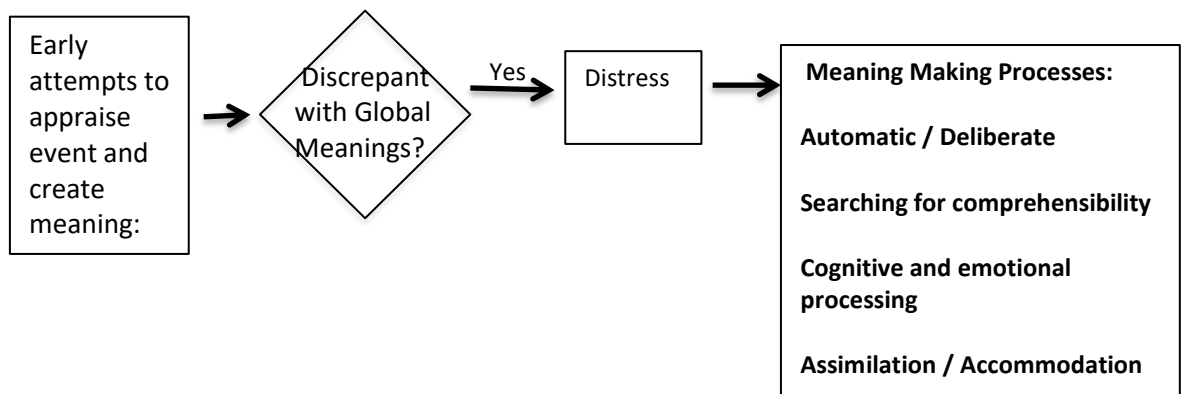 Early
attempts to
appraise
event and
create
meaning:
Discrepant
with Global
Meanings?
Yes
Distress
Meaning Making Processes:
Automatic / Deliberate
Searching for comprehensibility
Cognitive and emotional
processing
Assimilation / Accommodation